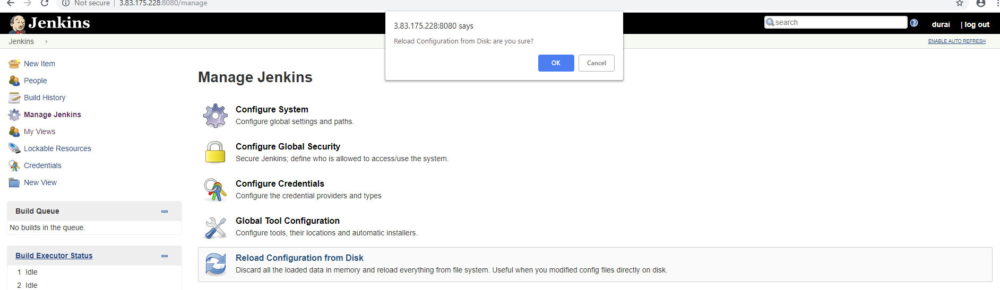 Not secure | 3.83.175.228:8080/manage
Jenkins
search
durai
| log out
3.83.175.228:8080 says
Reload Configuration from Disk: are you sure?
OK
Cancel
Jenkins
ENABLE AUTO REFRESH
New Item
People
Build History
Manage Jenkins
My Views
Lockable Resources
Credentials
New View
Build Queue
No builds in the queue.
Build Executor Status
1 Idle
2 Idle
Manage Jenkins
Configure System
Configure global settings and paths.
Configure Global Security
Secure Jenkins; define who is allowed to access/use the system.
Configure Credentials
Configure the credential providers and types
Global Tool Configuration
Configure tools, their locations and automatic installers.
Reload Configuration from Disk
Discard all the loaded data in memory and reload everything from file system. Useful when you modified config files directly on disk.